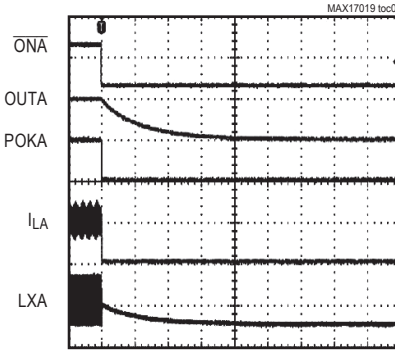 MAX17019 toc0
T
ONA
OUTA
POKA
ILA
LXA